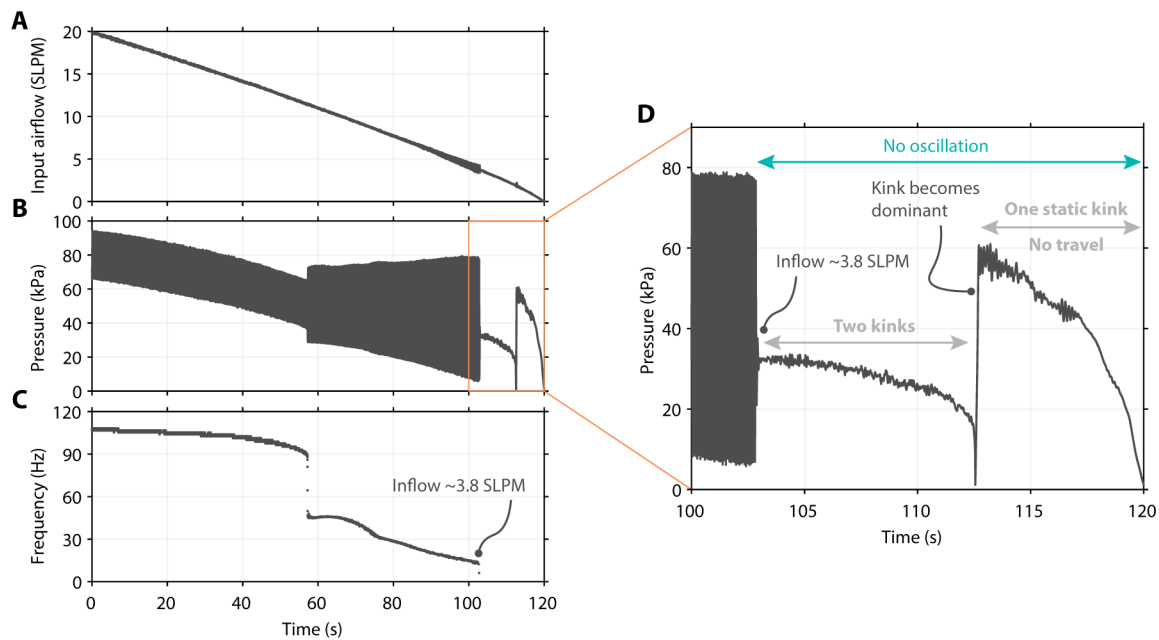 A
Input airflow (SLPM)
20
15
10
5
0
B
Pressure (kPa)
100
80
60
40
20
0
C
Frequency (Hz)
120
90
60
30
0
Inflow ~3.8 SLPM
0
20
40
60
80
100
120
Time (s)
D
Pressure (kPa)
80
60
40
20
0
No oscillation
Kink becomes
dominant
One static kink
No travel
Inflow ~3.8 SLPM
Two kinks
100
105
110
115
120
Time (s)